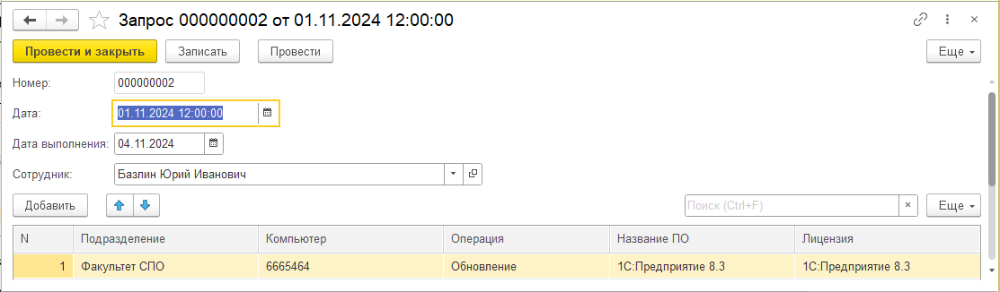 Запрос 000000002 от 01.11.2024 12:00:00
Провести и закрыть Записать Провести Еще
Номер: 000000002
Дата: 01.11.2024 12:00:00
Дата выполнения: 04.11.2024
Сотрудник: Базлин Юрий Иванович
Добавить Поиск (Ctrl+F) × Еще
N Подразделение Компьютер Операция Название ПО Лицензия
1 Факультет СПО 6665464 Обновление 1С:Предприятие 8.3 1С:Предприятие 8.3